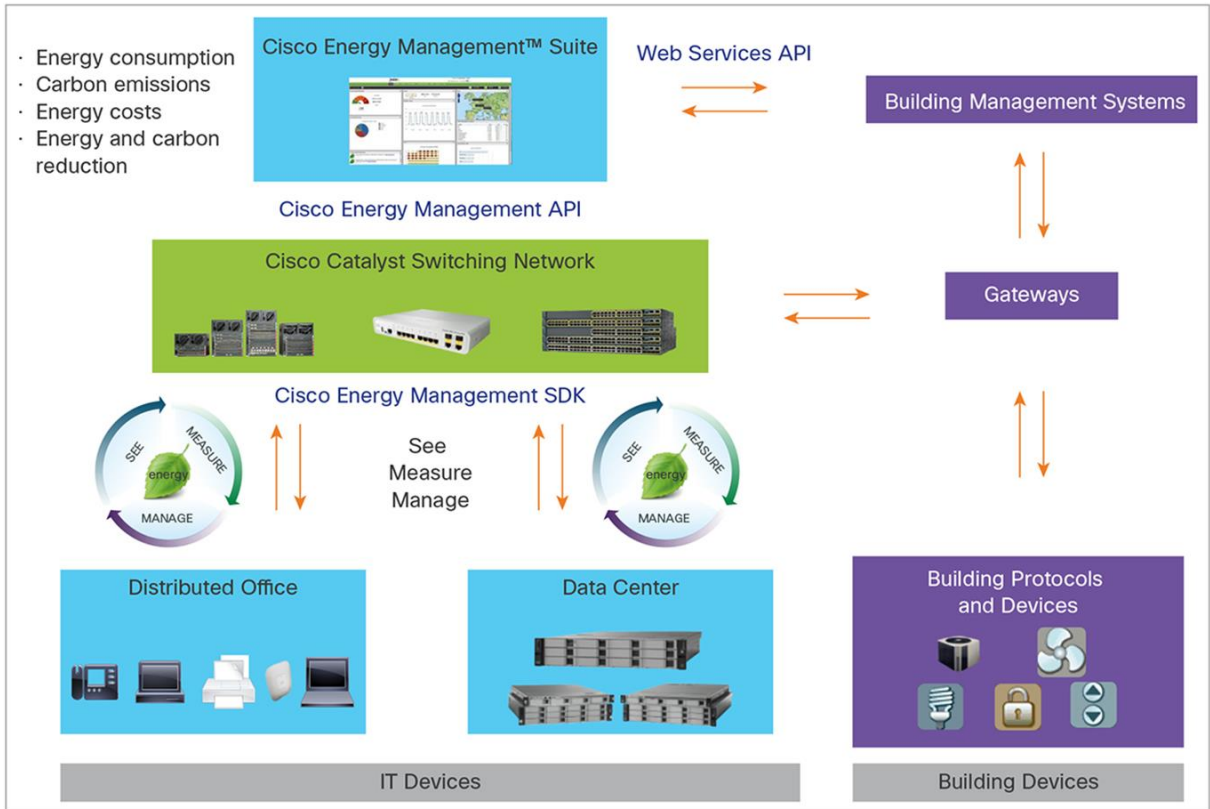 Cisco Energy Management™ Suite
Web Services API
· Energy consumption
· Carbon emissions
· Energy costs
· Energy and carbon
reduction
Building Management Systems
Cisco Energy Management API
Cisco Catalyst Switching Network
Gateways
Cisco Energy Management SDK
SEE
MEASURE
energy
MANAGE
See
Measure
Manage
SEE
MEASURE
energy
MANAGE
Distributed Office
Data Center
Building Protocols
and Devices
IT Devices
Building Devices